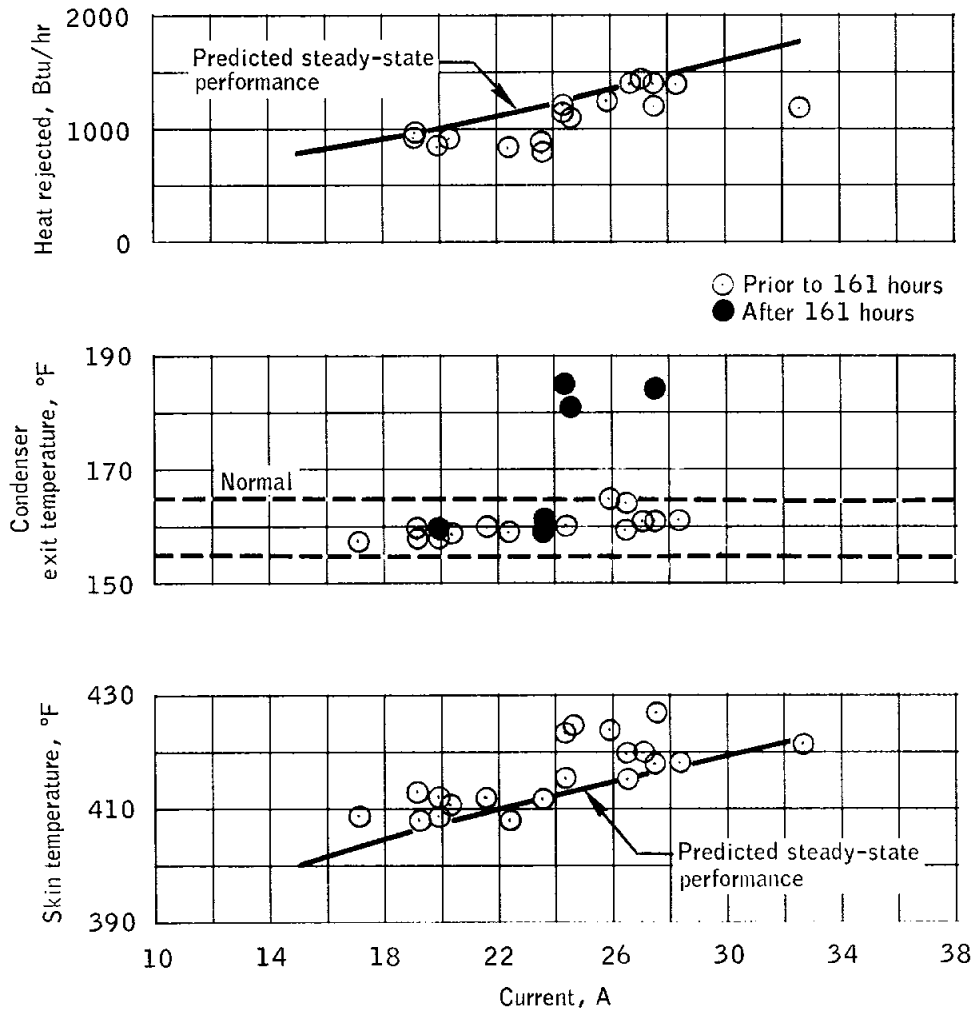 Heat rejected, Btu/hr
2000
1000
0
Predicted steady-state
performance
Prior to 161 hours
After 161 hours
Condenser
exit temperature, °F
190
170
150
Normal
Skin temperature, °F
430
410
390
Predicted steady-state
performance
10 14 18 22 26 30 34 38
Current, A